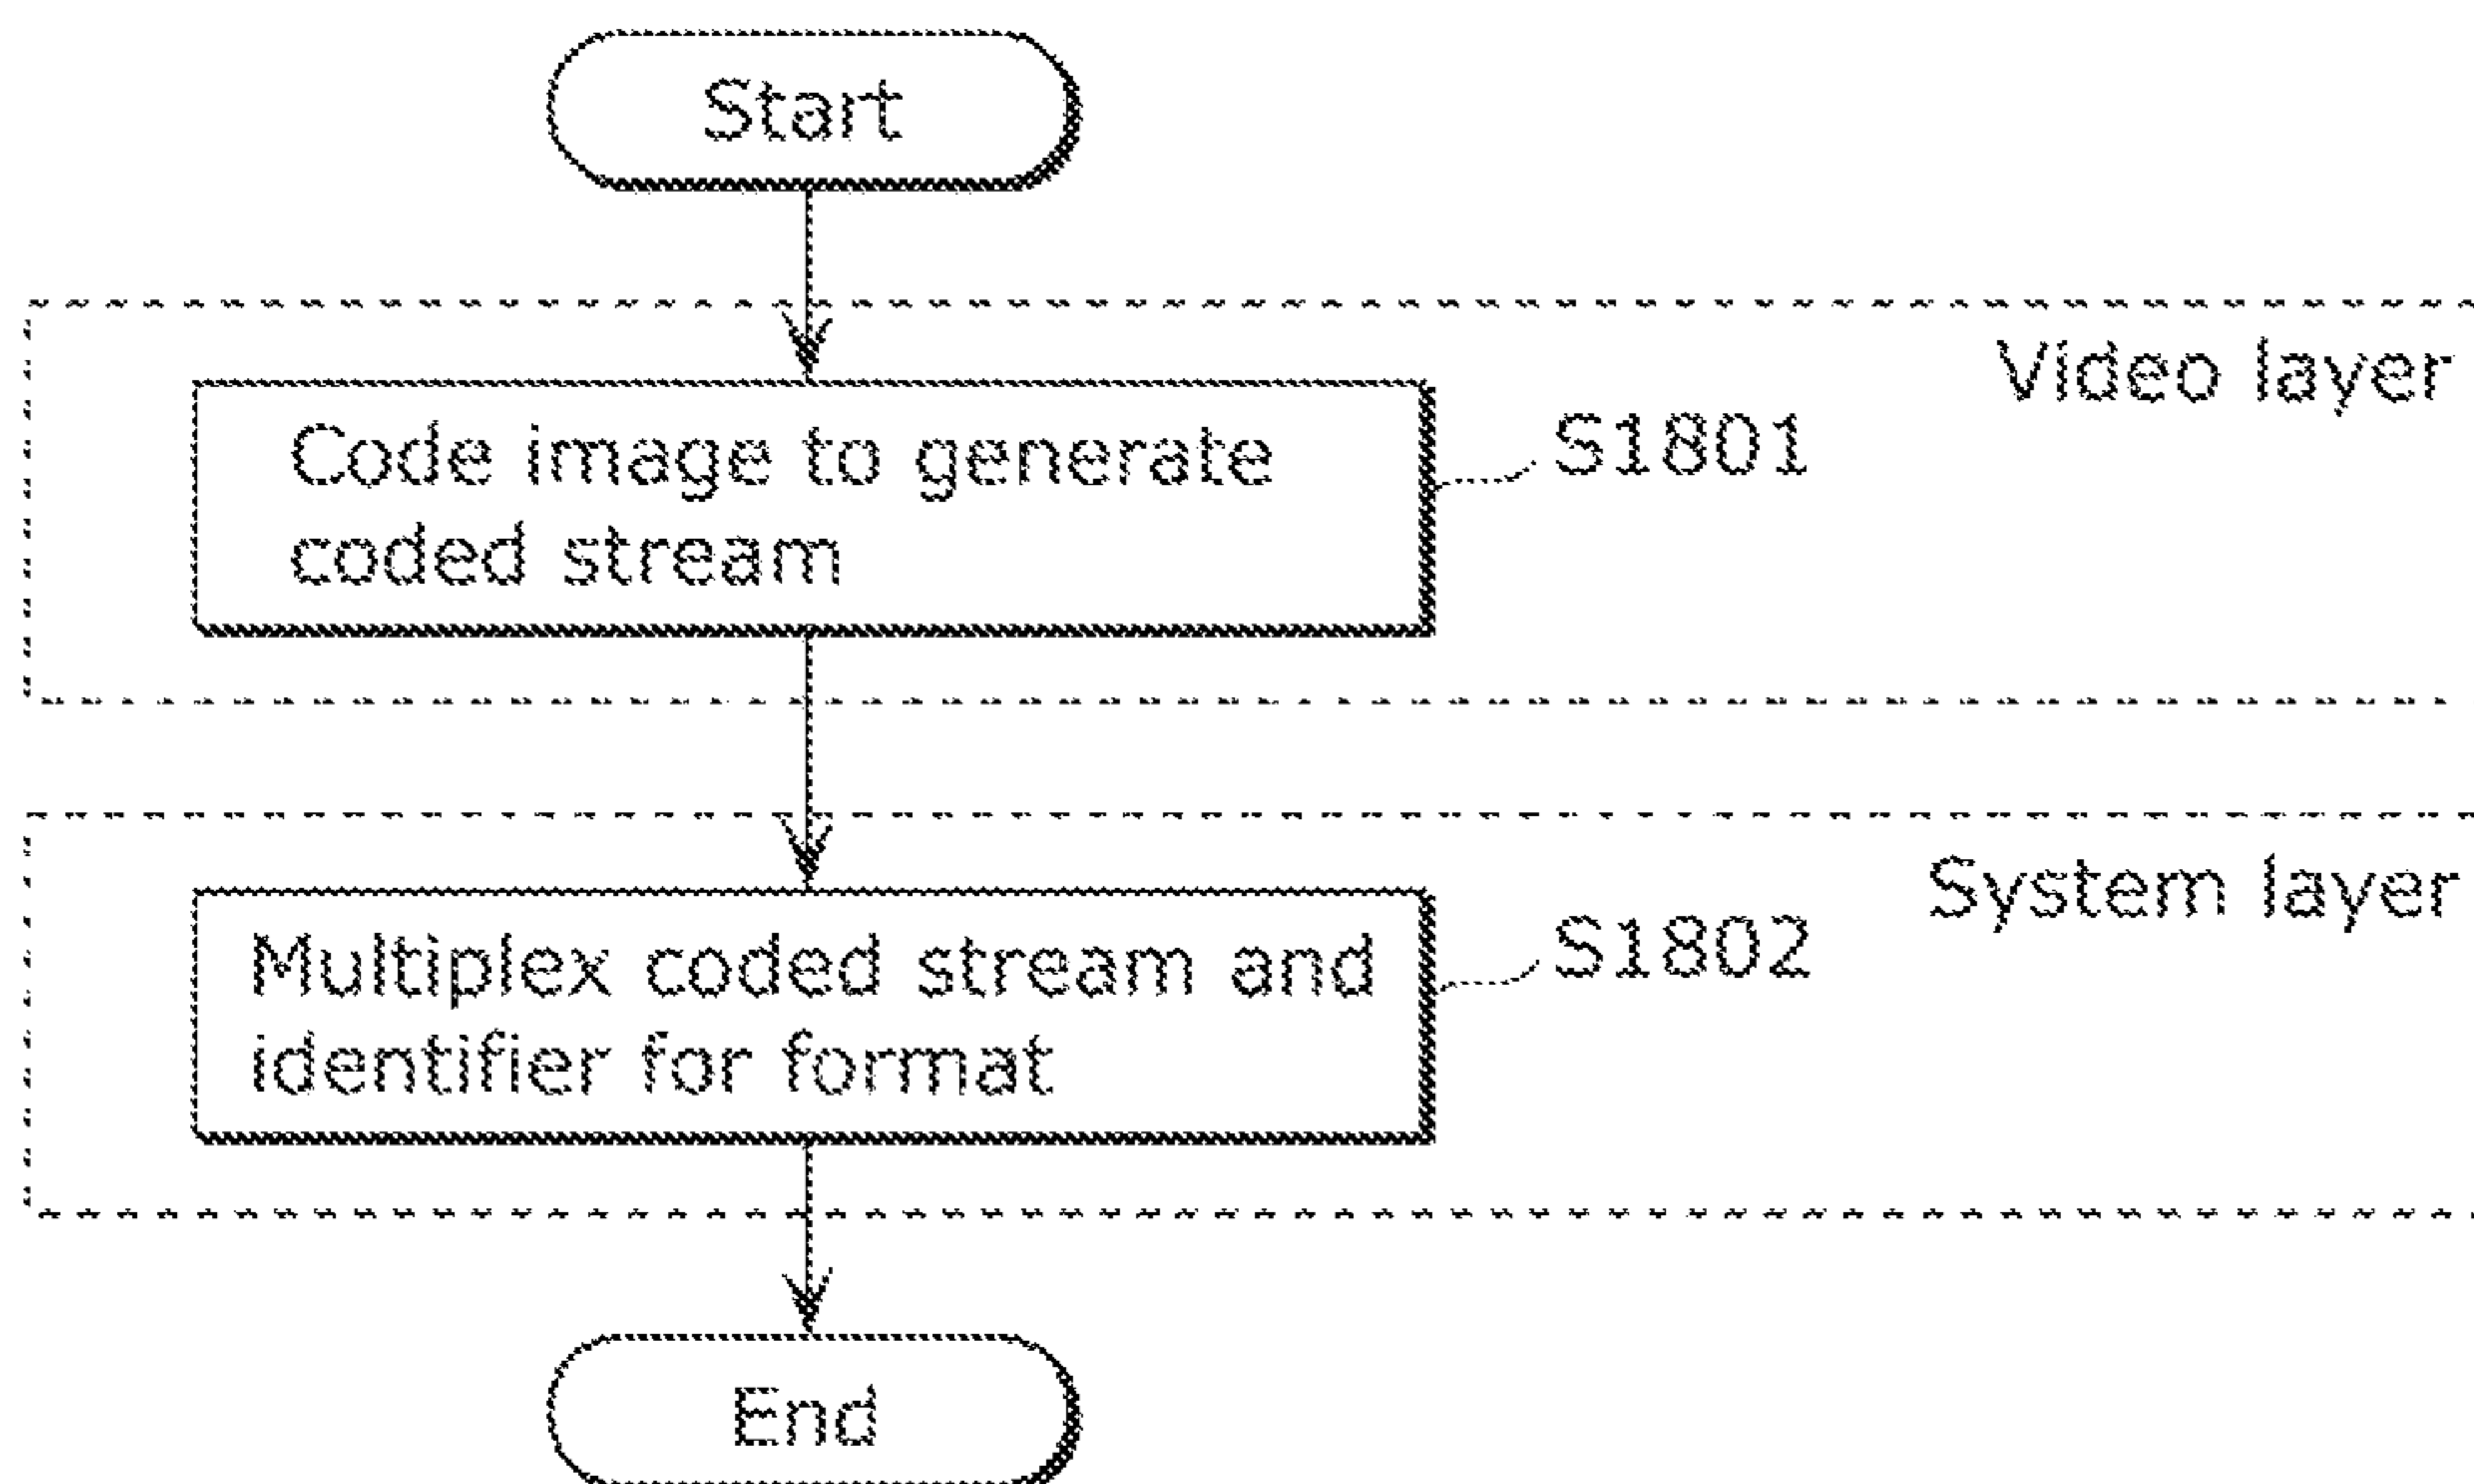 Start
Video layer
Code image to generate
coded stream
S1801
System layer
Multiplex coded stream and
identifier for format
S1802
End